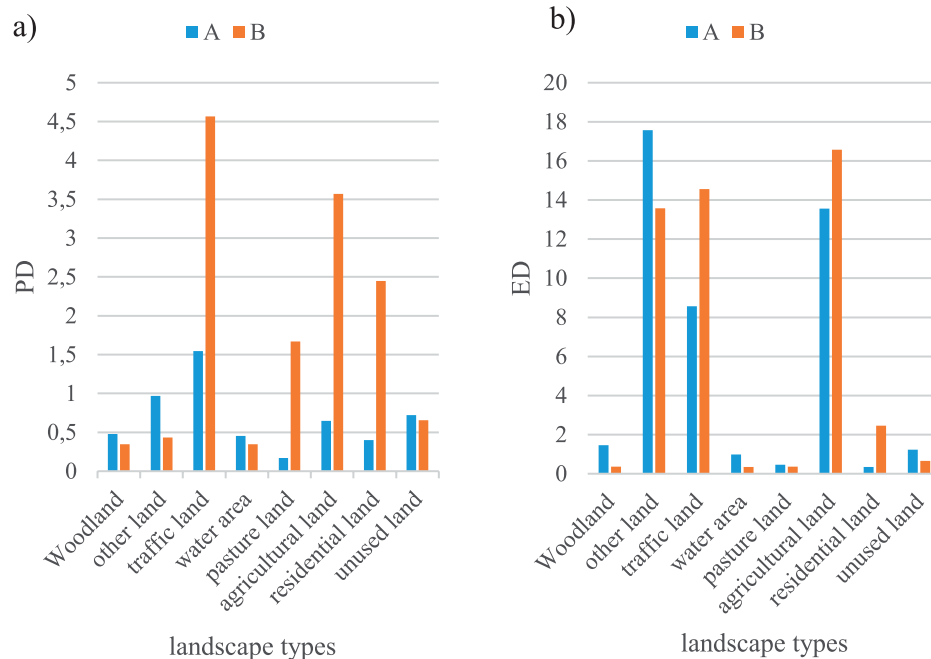 a)
A B
5
4,5
4
3,5
3
2,5
2
1,5
1
0,5
0
PD
Woodland
other land
traffic land
water area
pasture land
agricultural land
residential land
unused land
landscape types
b)
A B
20
18
16
14
12
10
8
6
4
2
0
ED
Woodland
other land
traffic land
water area
pasture land
agricultural land
residential land
unused land
landscape types